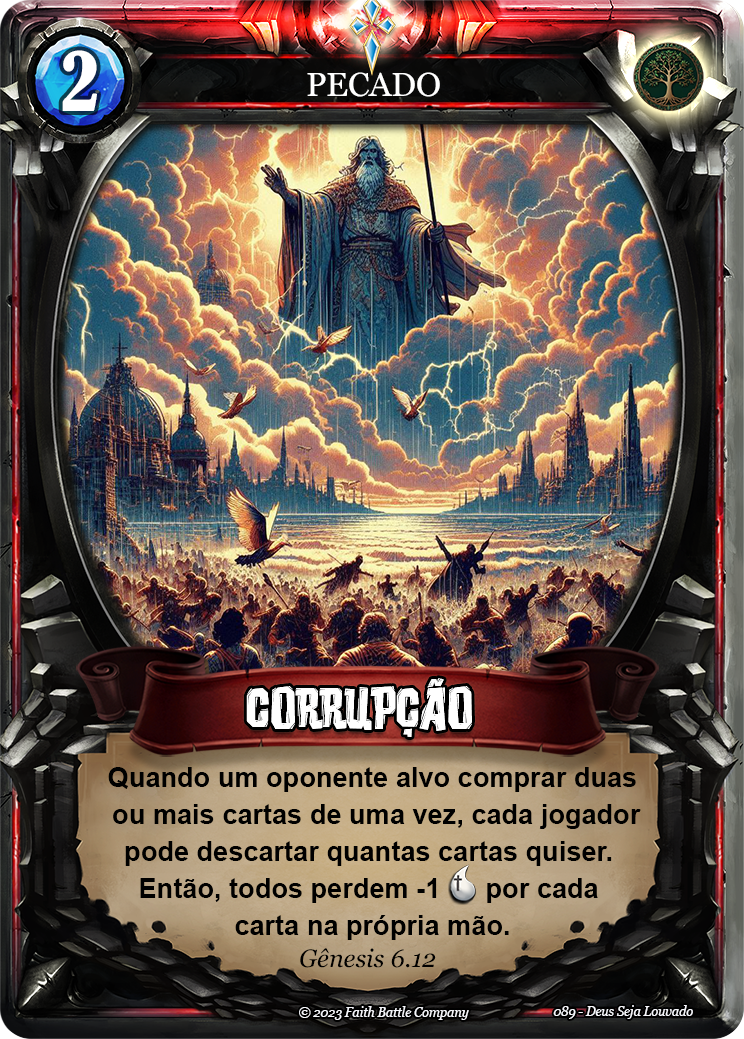 2
PECADO
CORRUPÇÃO
Quando um oponente alvo comprar duas
ou mais cartas de uma vez, cada jogador
pode descartar quantas cartas quiser.
Então, todos perdem -1 por cada
carta na própria mão.
Gênesis 6.12
© 2023 Faith Battle Company
089 - Deus Seja Louvado